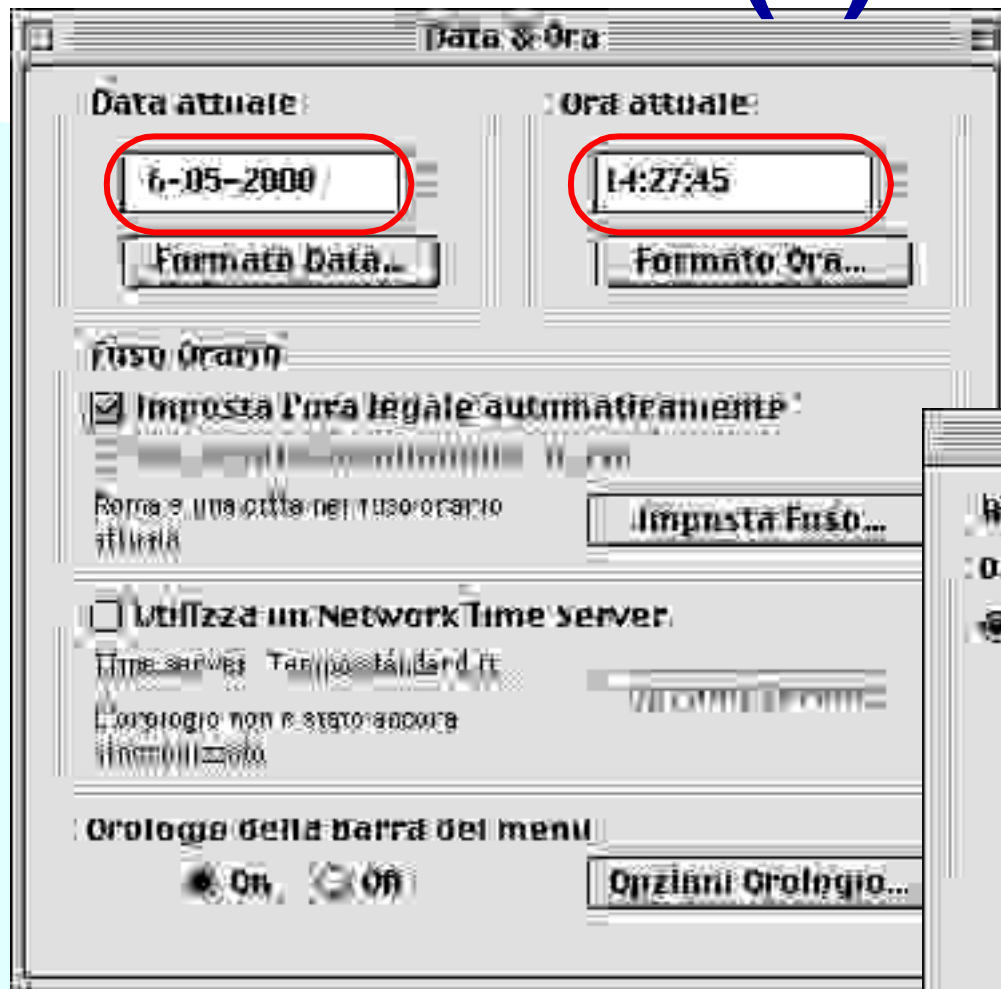 Data & Ora
Data attuale
Ora attuale
6-05-2000
14:27:45
Formato Data...
Formato Ora...
Fuso Orario
Imposta l'ora legale automaticamente
Roma è una città nel fuso orario
attuale
Imposta Fuso...
Utilizza un Network Time Server
Time server:
L'orologio non è stato ancora
sincronizzato
Orologio della barra dei menu
On Off
Opzioni Orologio...